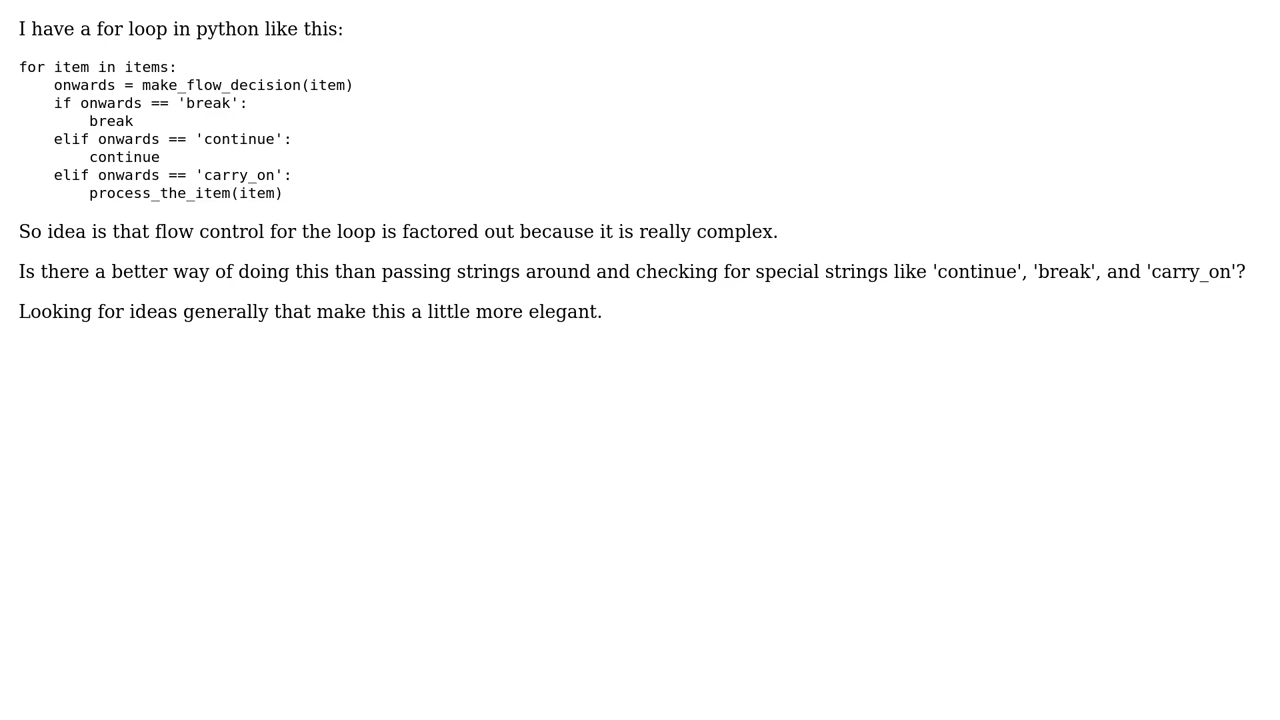 I have a for loop in python like this:
for item in items:
    onwards = make_flow_decision(item)
    if onwards == 'break':
        break
    elif onwards == 'continue':
        continue
    elif onwards == 'carry_on':
        process_the_item(item)
So idea is that flow control for the loop is factored out because it is really complex.
Is there a better way of doing this than passing strings around and checking for special strings like 'continue', 'break', and 'carry_on'?
Looking for ideas generally that make this a little more elegant.